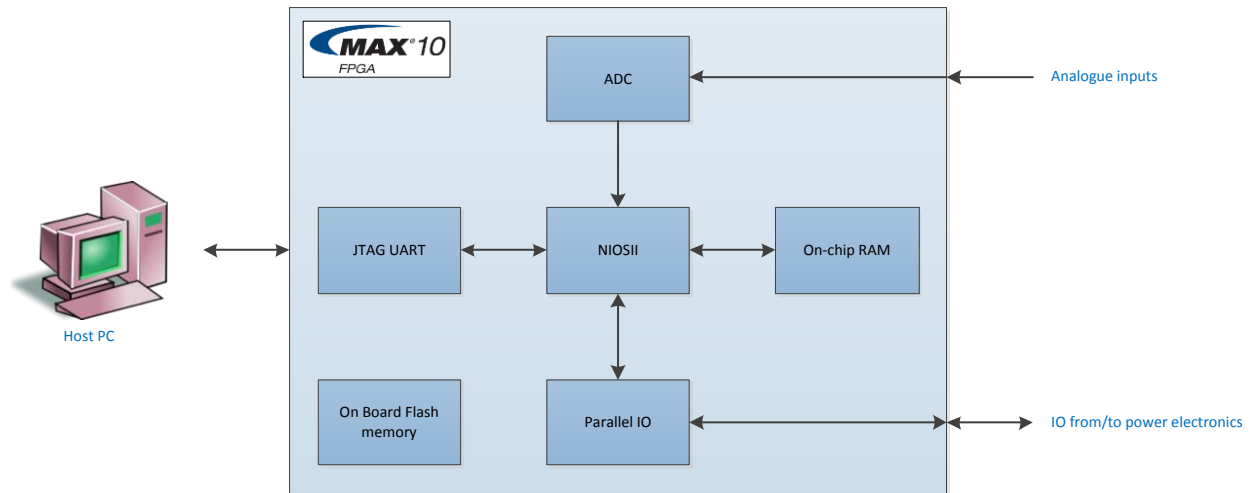 MAX® 10
FPGA
ADC
Analogue inputs
JTAG UART
NIOSII
On-chip RAM
Host PC
On Board Flash
memory
Parallel IO
IO from/to power electronics